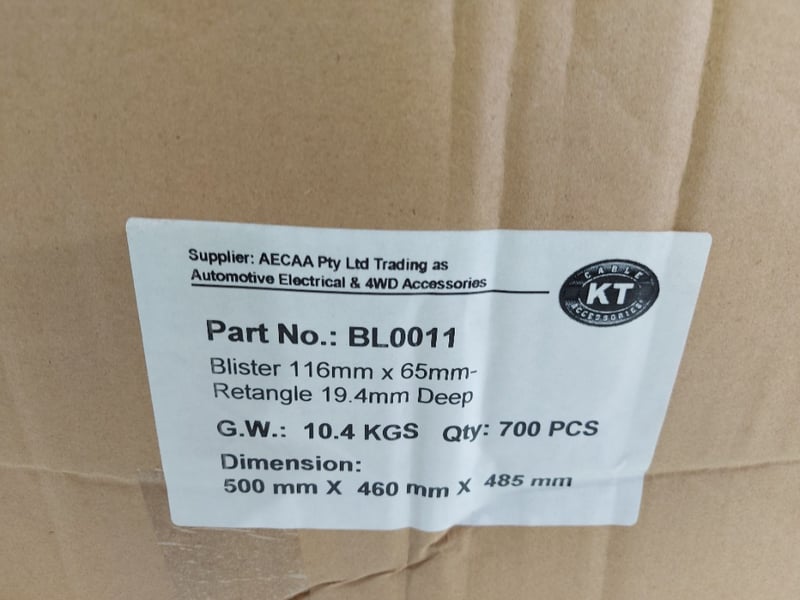 Supplier: AECAA Pty Ltd Trading as
Automotive Electrical & 4WD Accessories
CABLE
KT
ACCESSORIES
Part No.: BL0011
Blister 116mm x 65mm-
Retangle 19.4mm Deep
G.W.: 10.4 KGS Qty: 700 PCS
Dimension:
500 mm X 460 mm X 485 mm